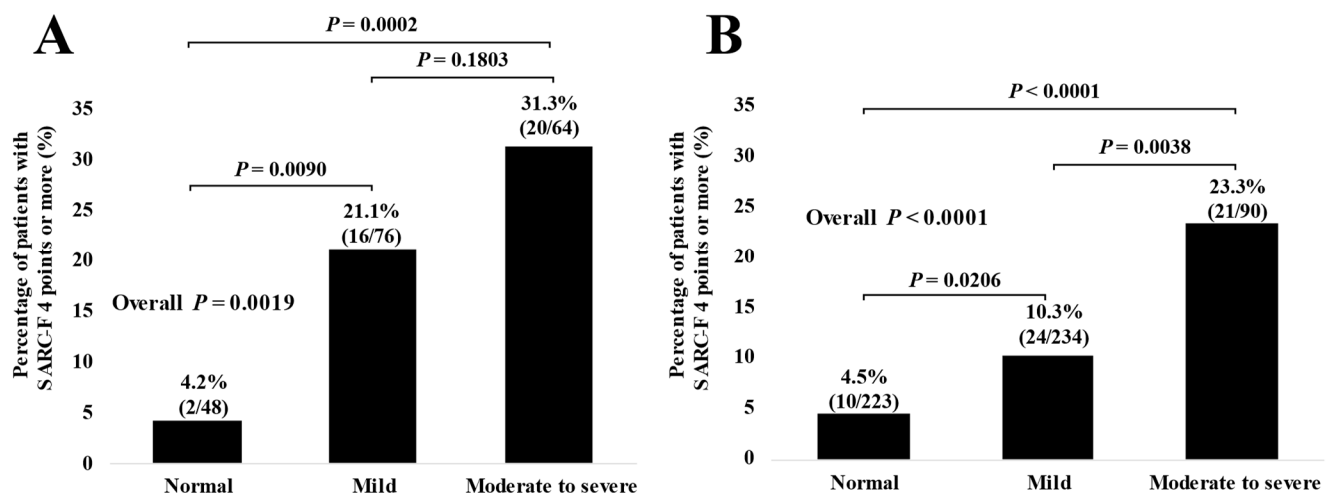 A
P = 0.0002
P = 0.1803
31.3%
(20/64)
P = 0.0090
21.1%
(16/76)
Overall P = 0.0019
4.2%
(2/48)
Percentage of patients with
SARC-F 4 points or more (%)
35
30
25
20
15
10
5
0
Normal
Mild
Moderate to severe
B
P < 0.0001
P = 0.0038
23.3%
(21/90)
Overall P < 0.0001
P = 0.0206
10.3%
(24/234)
4.5%
(10/223)
Percentage of patients with
SARC-F 4 points or more (%)
35
30
25
20
15
10
5
0
Normal
Mild
Moderate to severe